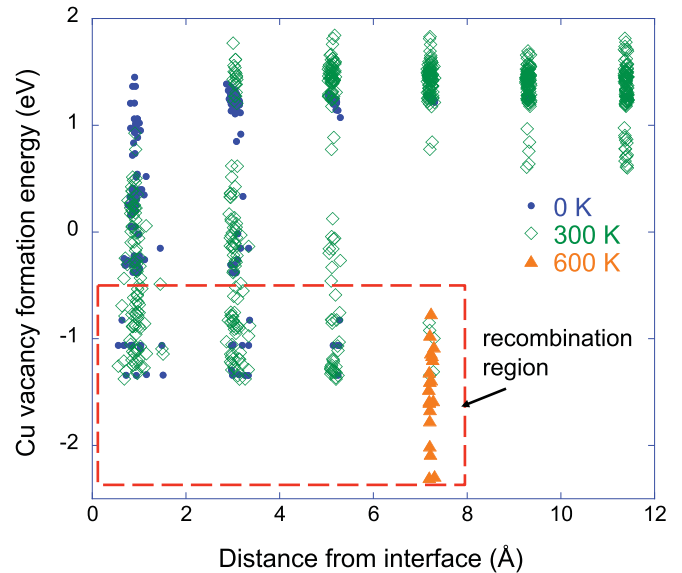 2
1
0
-1
-2
Cu vacancy formation energy (eV)
0 K
300 K
600 K
recombination
region
0 2 4 6 8 10 12
Distance from interface (Å)